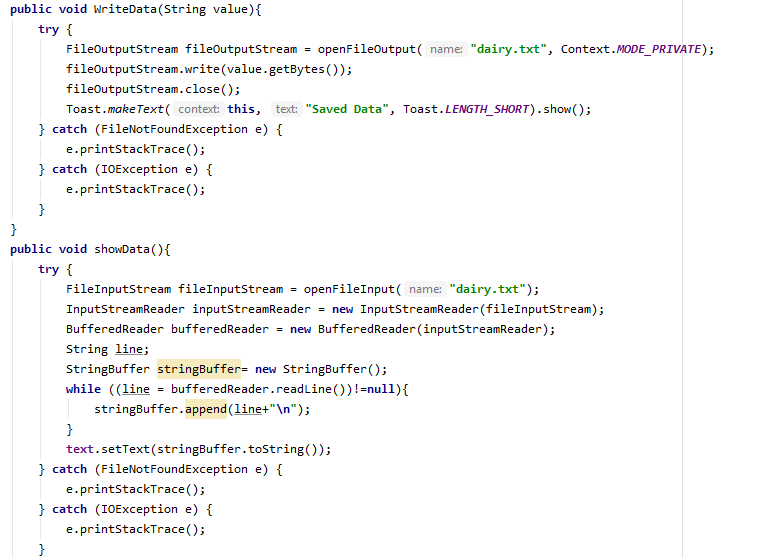 public void WriteData(String value){
try {
FileOutputStream fileOutputStream = openFileOutput( name: "dairy.txt", Context.MODE_PRIVATE);
fileOutputStream.write(value.getBytes());
fileOutputStream.close();
Toast.makeText( context: this, text: "Saved Data", Toast.LENGTH_SHORT).show();
} catch (FileNotFoundException e) {
e.printStackTrace();
} catch (IOException e) {
e.printStackTrace();
}
}
public void showData(){
try {
FileInputStream fileInputStream = openFileInput( name: "dairy.txt");
InputStreamReader inputStreamReader = new InputStreamReader(fileInputStream);
BufferedReader bufferedReader = new BufferedReader(inputStreamReader);
String line;
StringBuffer stringBuffer= new StringBuffer();
while ((line = bufferedReader.readLine())!=null){
stringBuffer.append(line+"\n");
}
text.setText(stringBuffer.toString());
} catch (FileNotFoundException e) {
e.printStackTrace();
} catch (IOException e) {
e.printStackTrace();
}